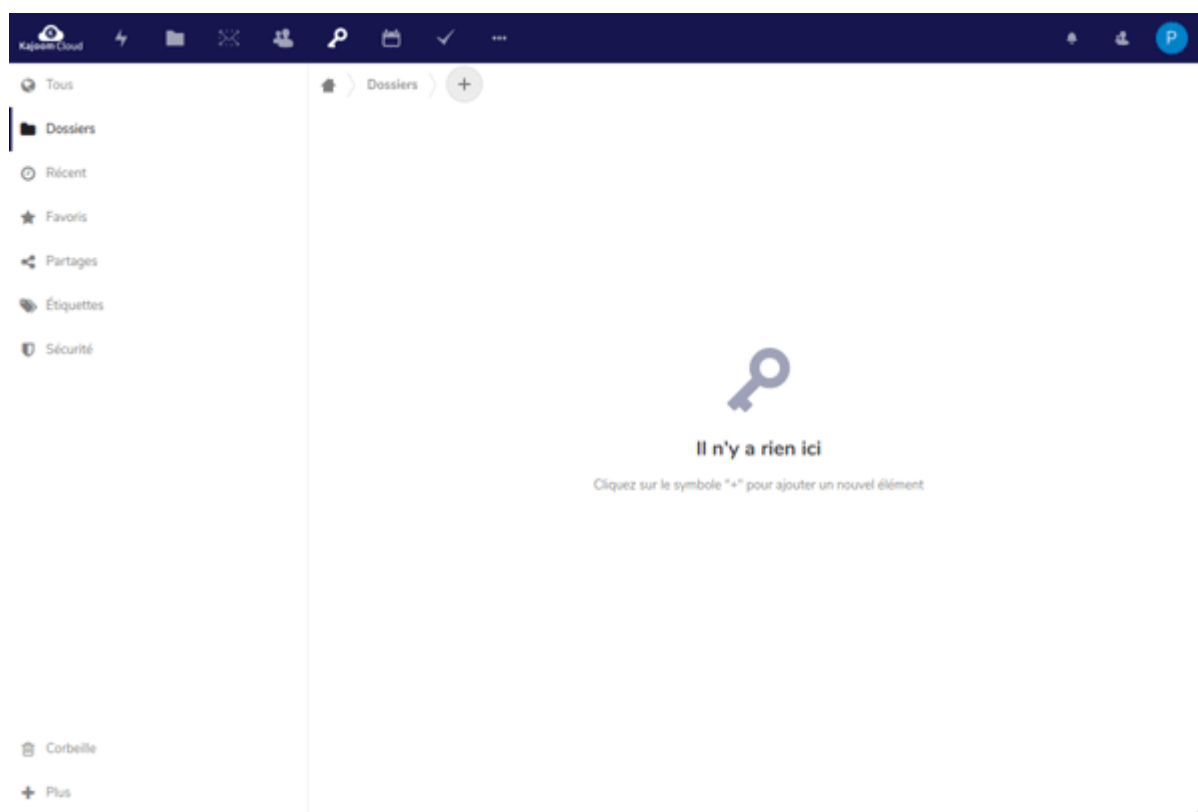 Kajoom Cloud
P
Tous
Dossiers
Récent
Favoris
Partages
Étiquettes
Sécurité
Corbeille
Plus
Dossiers
Il n'y a rien ici
Cliquez sur le symbole "+" pour ajouter un nouvel élément